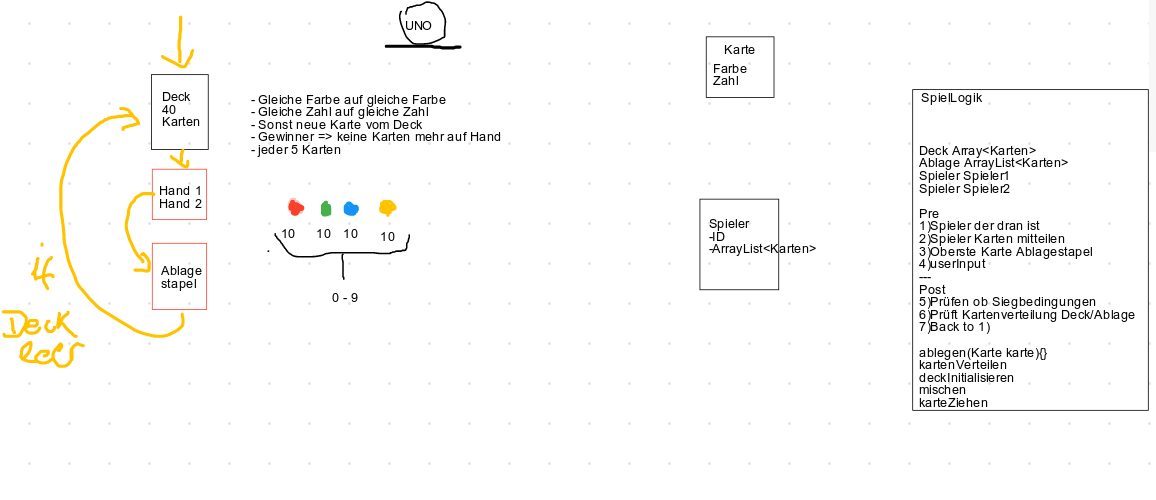 UNO
Deck
40
Karten
Hand 1
Hand 2
Ablage
stapel
if
Deck
leer
- Gleiche Farbe auf gleiche Farbe
- Gleiche Zahl auf gleiche Zahl
- Sonst neue Karte vom Deck
- Gewinner => keine Karten mehr auf Hand
- jeder 5 Karten
10 10 10 10
0 - 9
Karte
Farbe
Zahl
Spieler
-ID
-ArrayList<Karten>
SpielLogik
Deck Array<Karten>
Ablage ArrayList<Karten>
Spieler Spieler1
Spieler Spieler2
Pre
1)Spieler der dran ist
2)Spieler Karten mitteilen
3)Oberste Karte Ablagestapel
4)userInput
---
Post
5)Prüfen ob Siegbedingungen
6)Prüft Kartenverteilung Deck/Ablage
7)Back to 1)
ablegen(Karte karte){}
kartenVerteilen
deckInitialisieren
mischen
karteZiehen